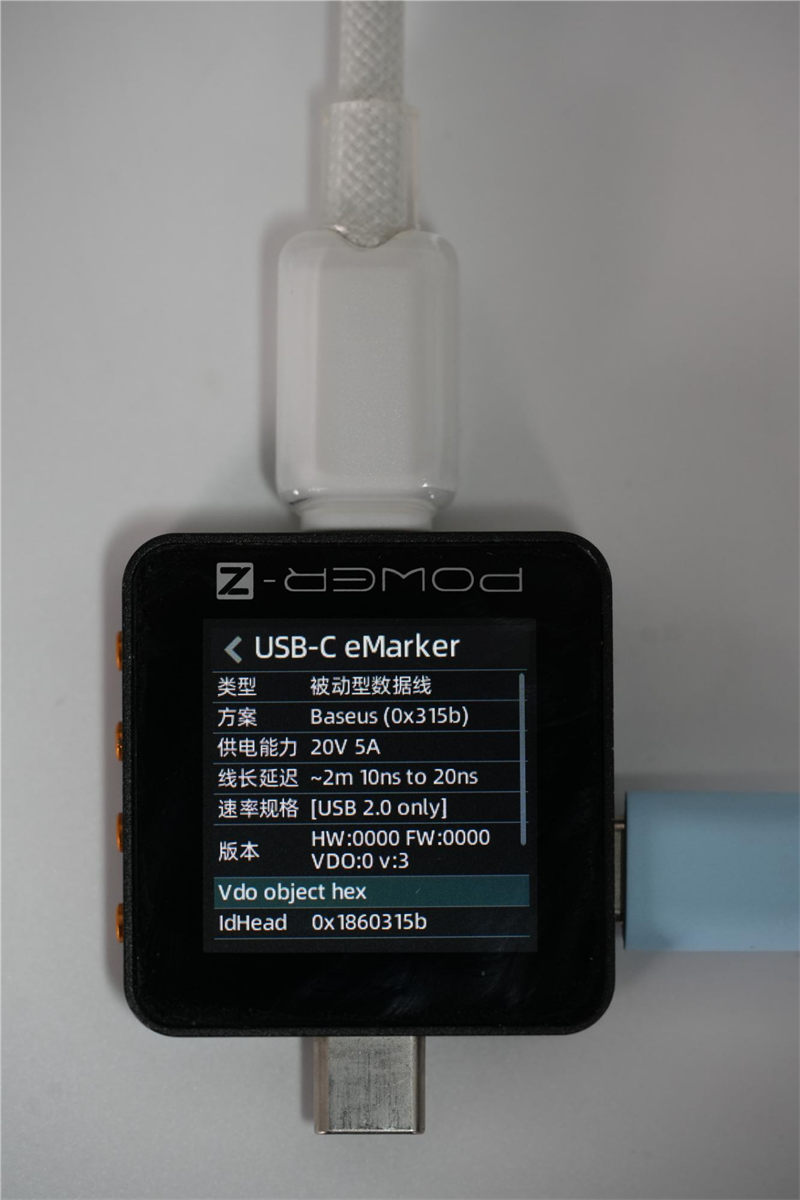 POWER-Z
USB-C eMarker
类型 被动型数据线
方案 Baseus (0x315b)
供电能力 20V 5A
线长延迟 ~2m 10ns to 20ns
速率规格 [USB 2.0 only]
版本 HW:0000 FW:0000
VDO:0 v:3
Vdo object hex
IdHead 0x1860315b